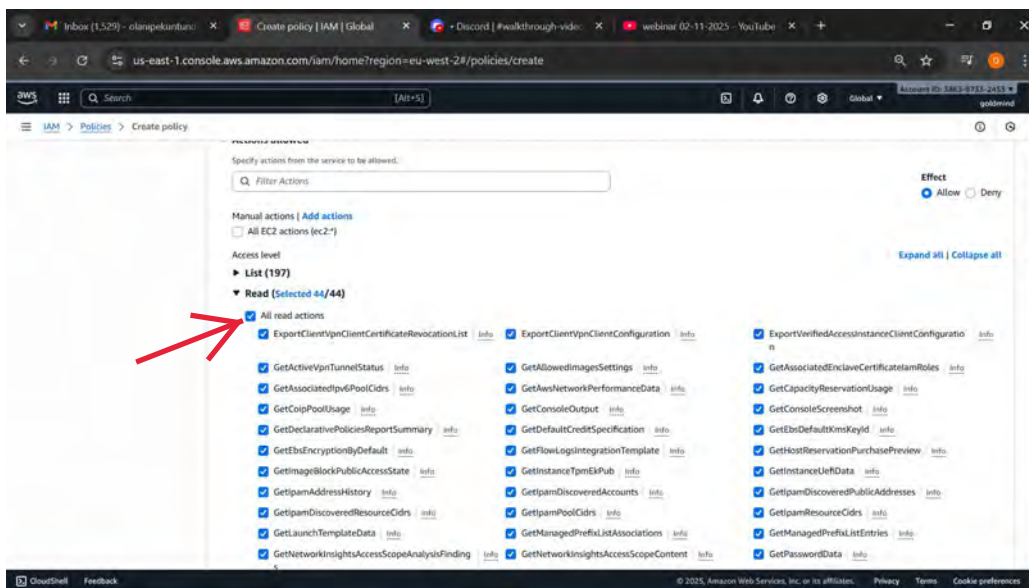 Inbox (1,529) - olanipekuntund
Create policy | IAM | Global
• Discord | #walkthrough-video
webinar 02-11-2025 - YouTube
us-east-1.console.aws.amazon.com/iam/home?region=eu-west-2#/policies/create
aws Search [Alt+S] Global
goldmind
IAM > Policies > Create policy
Actions allowed
Specify actions from the service to be allowed.
Filter Actions
Effect
Allow Deny
Manual actions | Add actions
All EC2 actions (ec2:*)
Access level Expand all | Collapse all
List (197)
Read (Selected 44/44)
All read actions
ExportClientVpnClientCertificateRevocationList Info ExportClientVpnClientConfiguration Info ExportVerifiedAccessInstanceClientConfiguratio Info
n
GetActiveVpnTunnelStatus Info GetAllowedImagesSettings Info GetAssociatedEnclaveCertificateIamRoles Info
GetAssociatedIpv6PoolCidrs Info GetAwsNetworkPerformanceData Info GetCapacityReservationUsage Info
GetCoipPoolUsage Info GetConsoleOutput Info GetConsoleScreenshot Info
GetDeclarativePoliciesReportSummary Info GetDefaultCreditSpecification Info GetEbsDefaultKmsKeyId Info
GetEbsEncryptionByDefault Info GetFlowLogsIntegrationTemplate Info GetHostReservationPurchasePreview Info
GetImageBlockPublicAccessState Info GetInstanceTpmEkPub Info GetInstanceUefiData Info
GetIpamAddressHistory Info GetIpamDiscoveredAccounts Info GetIpamDiscoveredPublicAddresses Info
GetIpamDiscoveredResourceCidrs Info GetIpamPoolCidrs Info GetIpamResourceCidrs Info
GetLaunchTemplateData Info GetManagedPrefixListAssociations Info GetManagedPrefixListEntries Info
GetNetworkInsightsAccessScopeAnalysisFinding Info GetNetworkInsightsAccessScopeContent Info GetPasswordData Info
s
CloudShell Feedback © 2025, Amazon Web Services, Inc. or its affiliates. Privacy Terms Cookie preferences